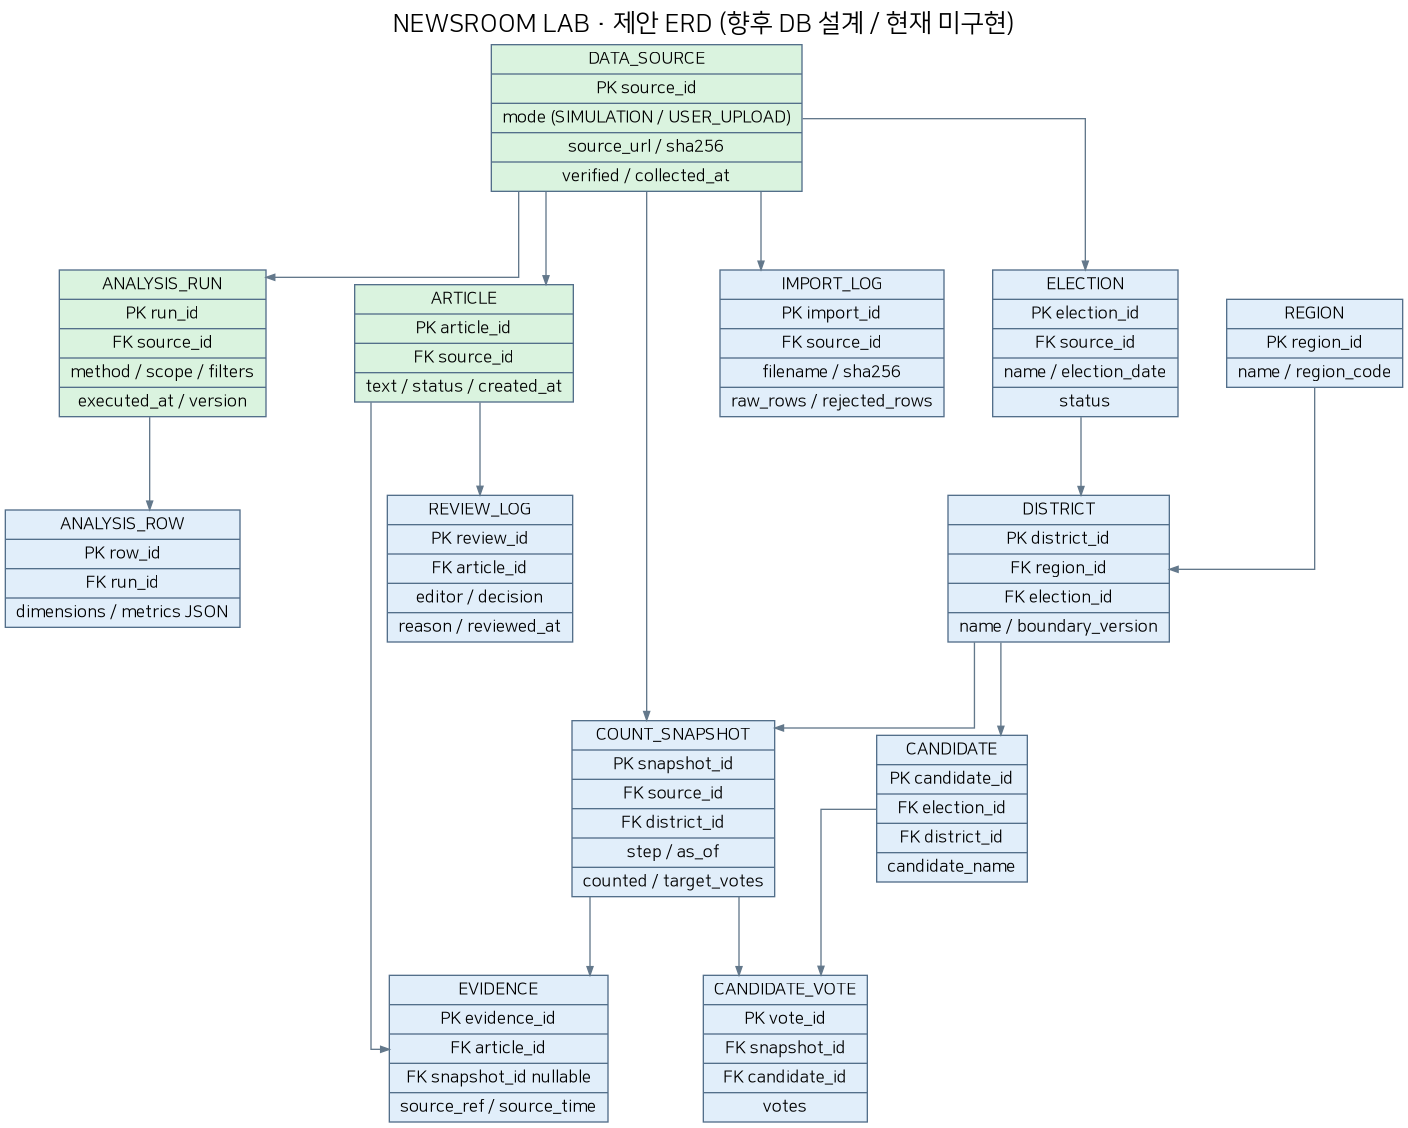 NEWSROOM LAB · 제안 ERD (향후 DB 설계 / 현재 미구현)
DATA_SOURCE
PK source_id
mode (SIMULATION / USER_UPLOAD)
source_url / sha256
verified / collected_at
ANALYSIS_RUN
PK run_id
FK source_id
method / scope / filters
executed_at / version
ARTICLE
PK article_id
FK source_id
text / status / created_at
IMPORT_LOG
PK import_id
FK source_id
filename / sha256
raw_rows / rejected_rows
ELECTION
PK election_id
FK source_id
name / election_date
status
REGION
PK region_id
name / region_code
ANALYSIS_ROW
PK row_id
FK run_id
dimensions / metrics JSON
REVIEW_LOG
PK review_id
FK article_id
editor / decision
reason / reviewed_at
DISTRICT
PK district_id
FK region_id
FK election_id
name / boundary_version
COUNT_SNAPSHOT
PK snapshot_id
FK source_id
FK district_id
step / as_of
counted / target_votes
CANDIDATE
PK candidate_id
FK election_id
FK district_id
candidate_name
EVIDENCE
PK evidence_id
FK article_id
FK snapshot_id nullable
source_ref / source_time
CANDIDATE_VOTE
PK vote_id
FK snapshot_id
FK candidate_id
votes